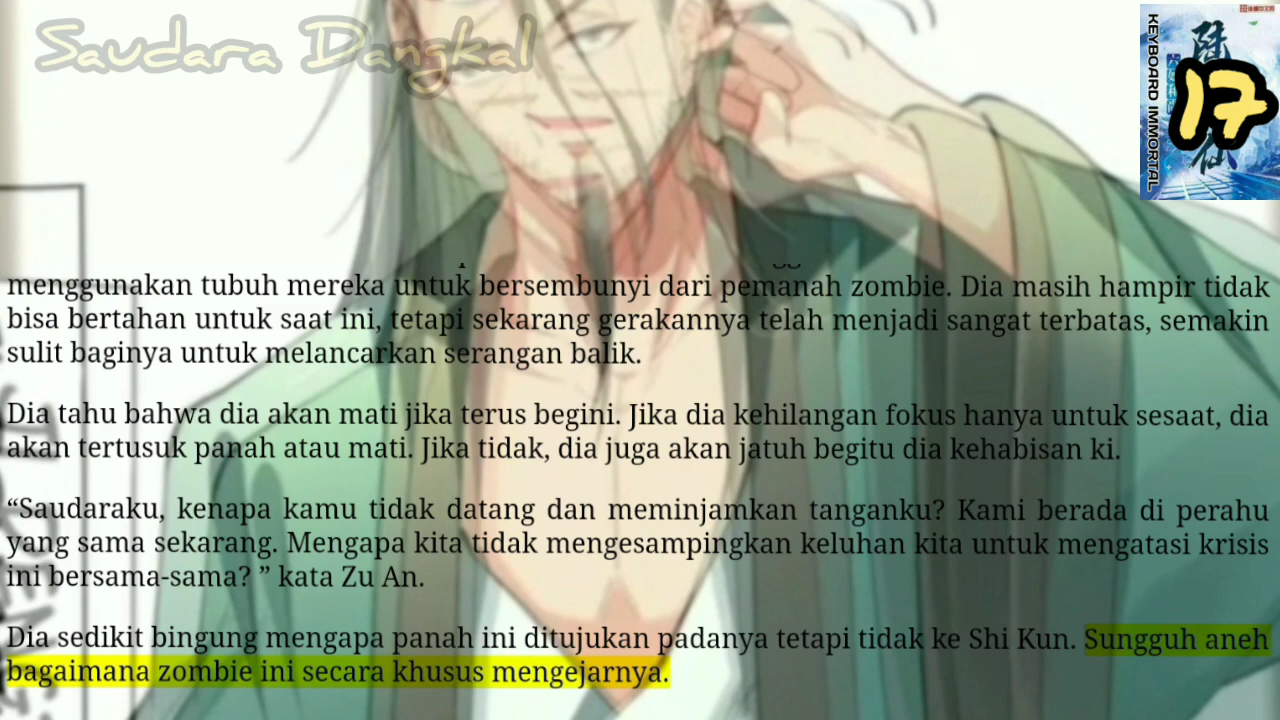 Saudara Dangkal
KEYBOARD IMMORTAL
17
menggunakan tubuh mereka untuk bersembunyi dari pemanah zombie. Dia masih hampir tidak
bisa bertahan untuk saat ini, tetapi sekarang gerakannya telah menjadi sangat terbatas, semakin
sulit baginya untuk melancarkan serangan balik.
Dia tahu bahwa dia akan mati jika terus begini. Jika dia kehilangan fokus hanya untuk sesaat, dia
akan tertusuk panah atau mati. Jika tidak, dia juga akan jatuh begitu dia kehabisan ki.
“Saudaraku, kenapa kamu tidak datang dan meminjamkan tanganku? Kami berada di perahu
yang sama sekarang. Mengapa kita tidak mengesampingkan keluhan kita untuk mengatasi krisis
ini bersama-sama? ” kata Zu An.
Dia sedikit bingung mengapa panah ini ditujukan padanya tetapi tidak ke Shi Kun. Sungguh aneh
bagaimana zombie ini secara khusus mengejarnya.